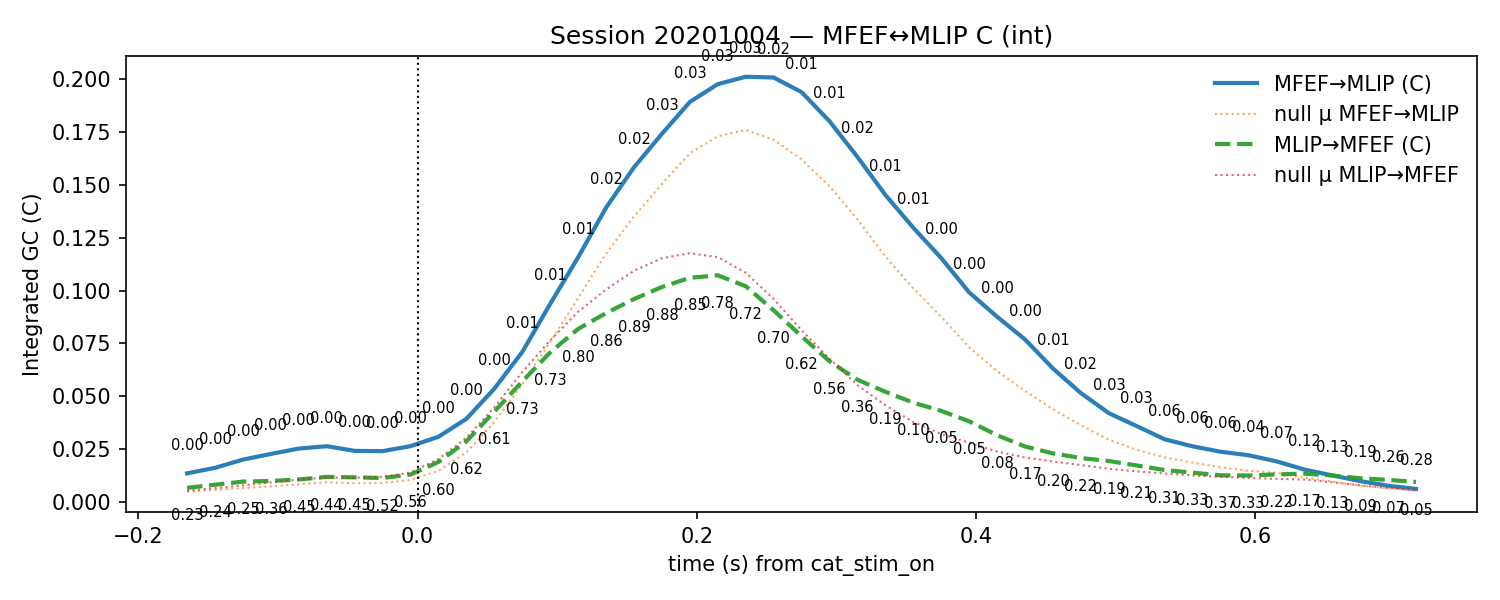 Session 20201004 — MFEF↔MLIP C (int)
Integrated GC (C)
0.200
0.175
0.150
0.125
0.100
0.075
0.050
0.025
0.000
MFEF→MLIP (C)
null µ MFEF→MLIP
MLIP→MFEF (C)
null µ MLIP→MFEF
0.00 0.00 0.00 0.00 0.00 0.00 0.00 0.00 0.00 0.00 0.00 0.00 0.01 0.01 0.01 0.02 0.02 0.03 0.03 0.03 0.03 0.02 0.01 0.01 0.02 0.01 0.01 0.00 0.00 0.00 0.00 0.01 0.02 0.03 0.06 0.06 0.06 0.04 0.07 0.12 0.13 0.19 0.26 0.28
0.23 0.24 0.25 0.36 0.45 0.44 0.45 0.52 0.56 0.60 0.62 0.61 0.73 0.73 0.80 0.86 0.89 0.88 0.85 0.78 0.72 0.70 0.62 0.56 0.36 0.19 0.10 0.05 0.05 0.08 0.17 0.20 0.22 0.19 0.21 0.31 0.33 0.37 0.33 0.22 0.17 0.13 0.09 0.07 0.05
−0.2 0.0 0.2 0.4 0.6
time (s) from cat_stim_on